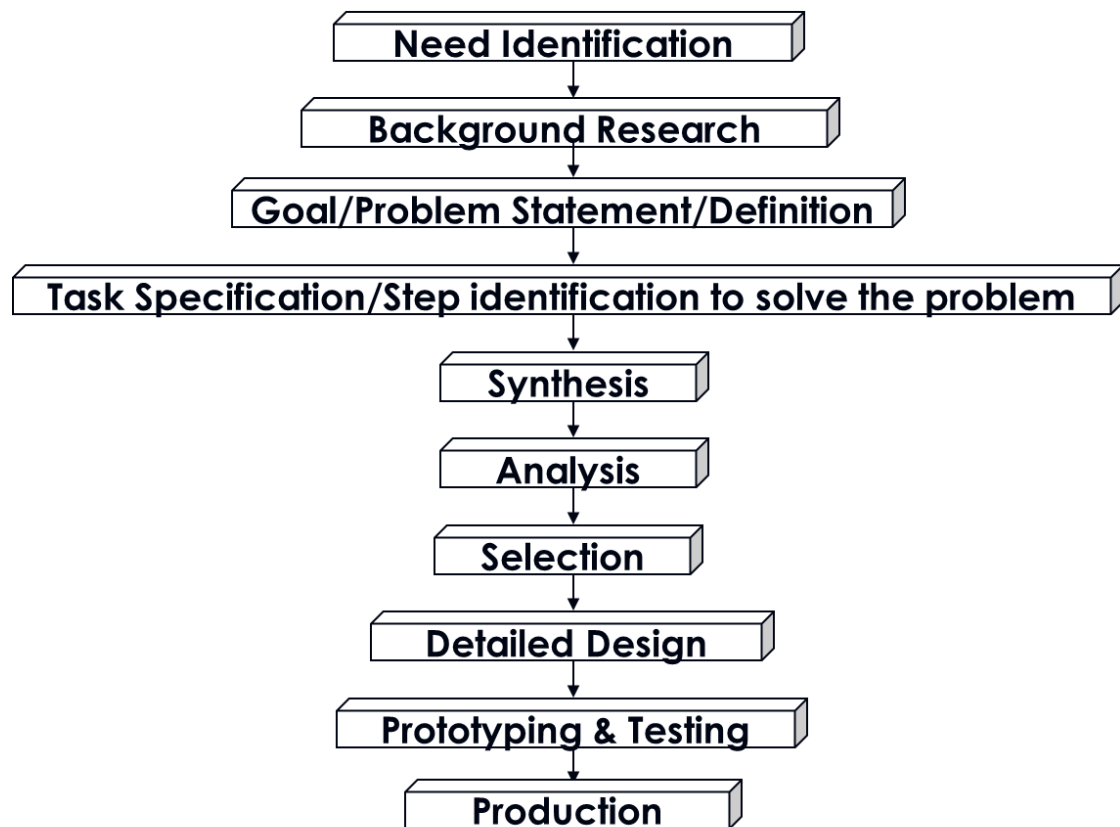 Need Identification
Background Research
Goal/Problem Statement/Definition
Task Specification/Step identification to solve the problem
Synthesis
Analysis
Selection
Detailed Design
Prototyping & Testing
Production